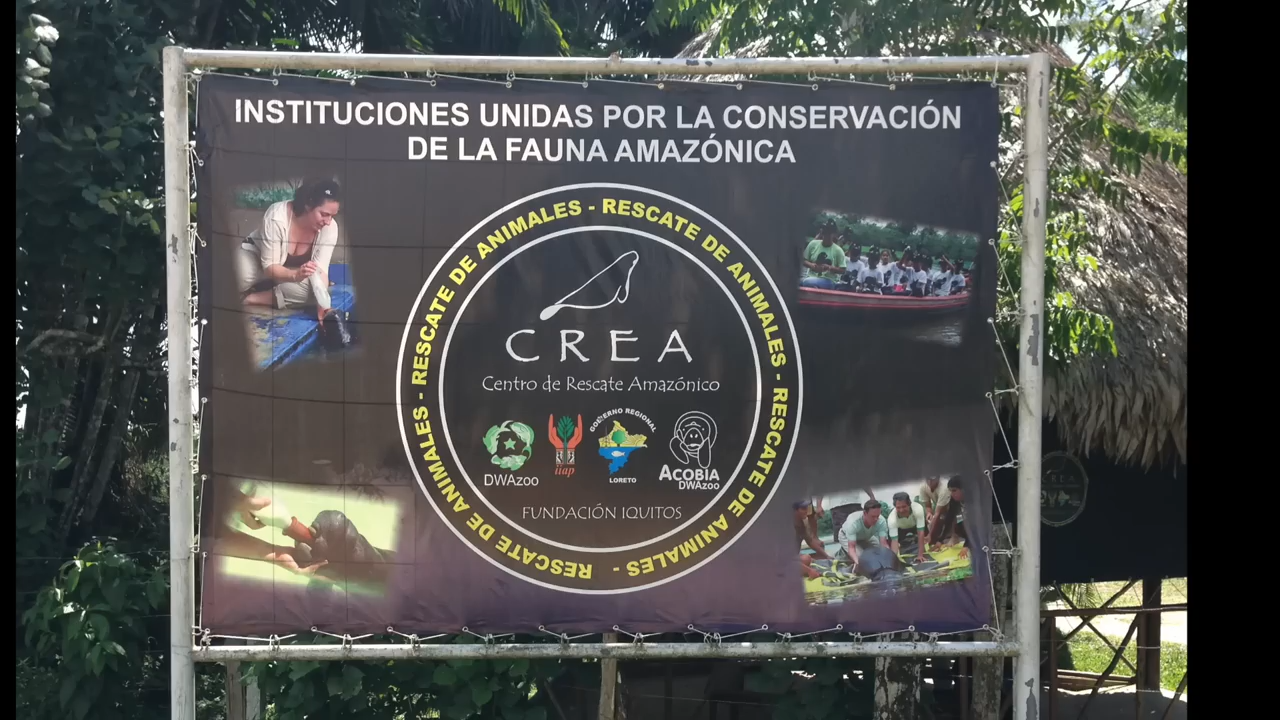 INSTITUCIONES UNIDAS POR LA CONSERVACIÓN
DE LA FAUNA AMAZÓNICA
RESCATE DE ANIMALES - RESCATE DE ANIMALES - RESCATE DE ANIMALES - RESCATE DE ANIMALES -
CREA
Centro de Rescate Amazónico
GOBIERNO REGIONAL
LORETO
DWAzoo
iiap
ACOBIA
DWAzoo
FUNDACIÓN IQUITOS
CREA